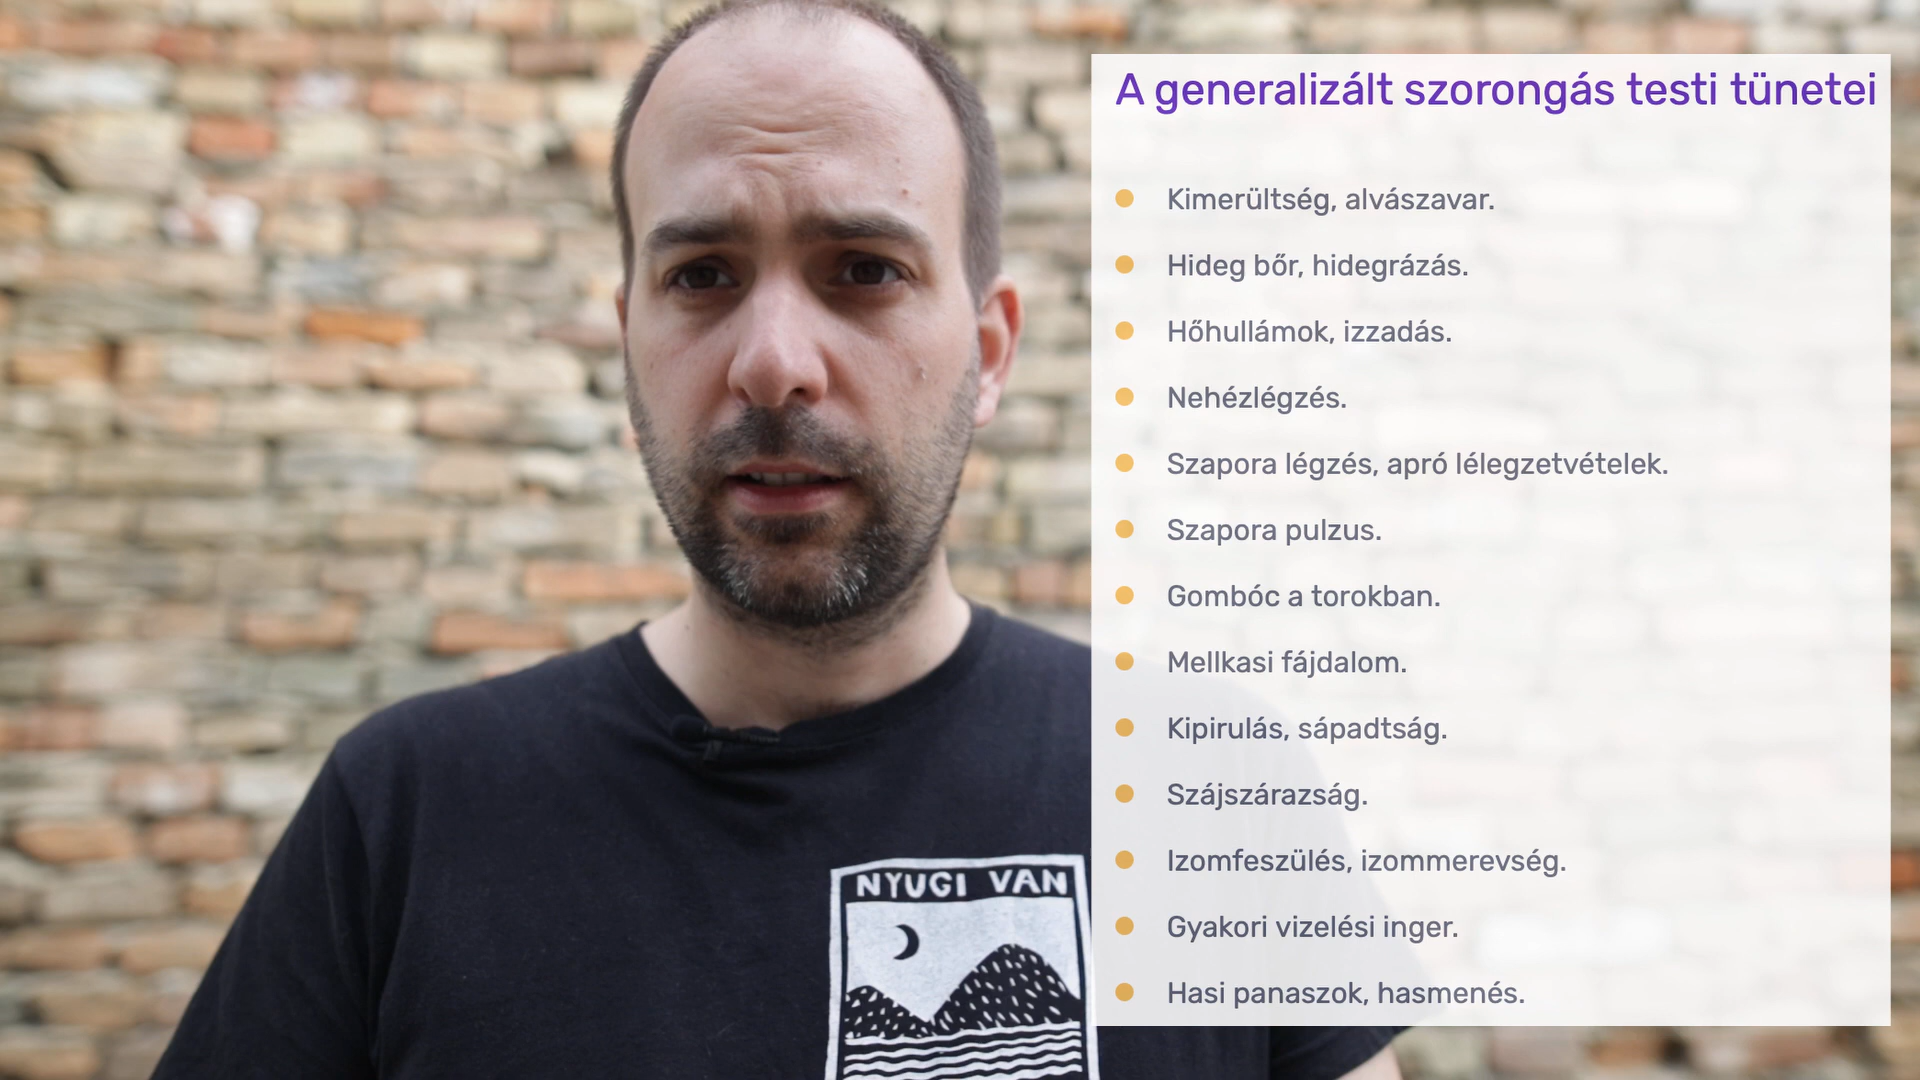 A generalizált szorongás testi tünetei
Kimerültség, alvászavar.
Hideg bőr, hidegrázás.
Hőhullámok, izzadás.
Nehézlégzés.
Szapora légzés, apró lélegzetvételek.
Szapora pulzus.
Gombóc a torokban.
Mellkasi fájdalom.
Kipirulás, sápadtság.
Szájszárazság.
Izomfeszülés, izommerevség.
Gyakori vizelési inger.
Hasi panaszok, hasmenés.
NYUGI VAN